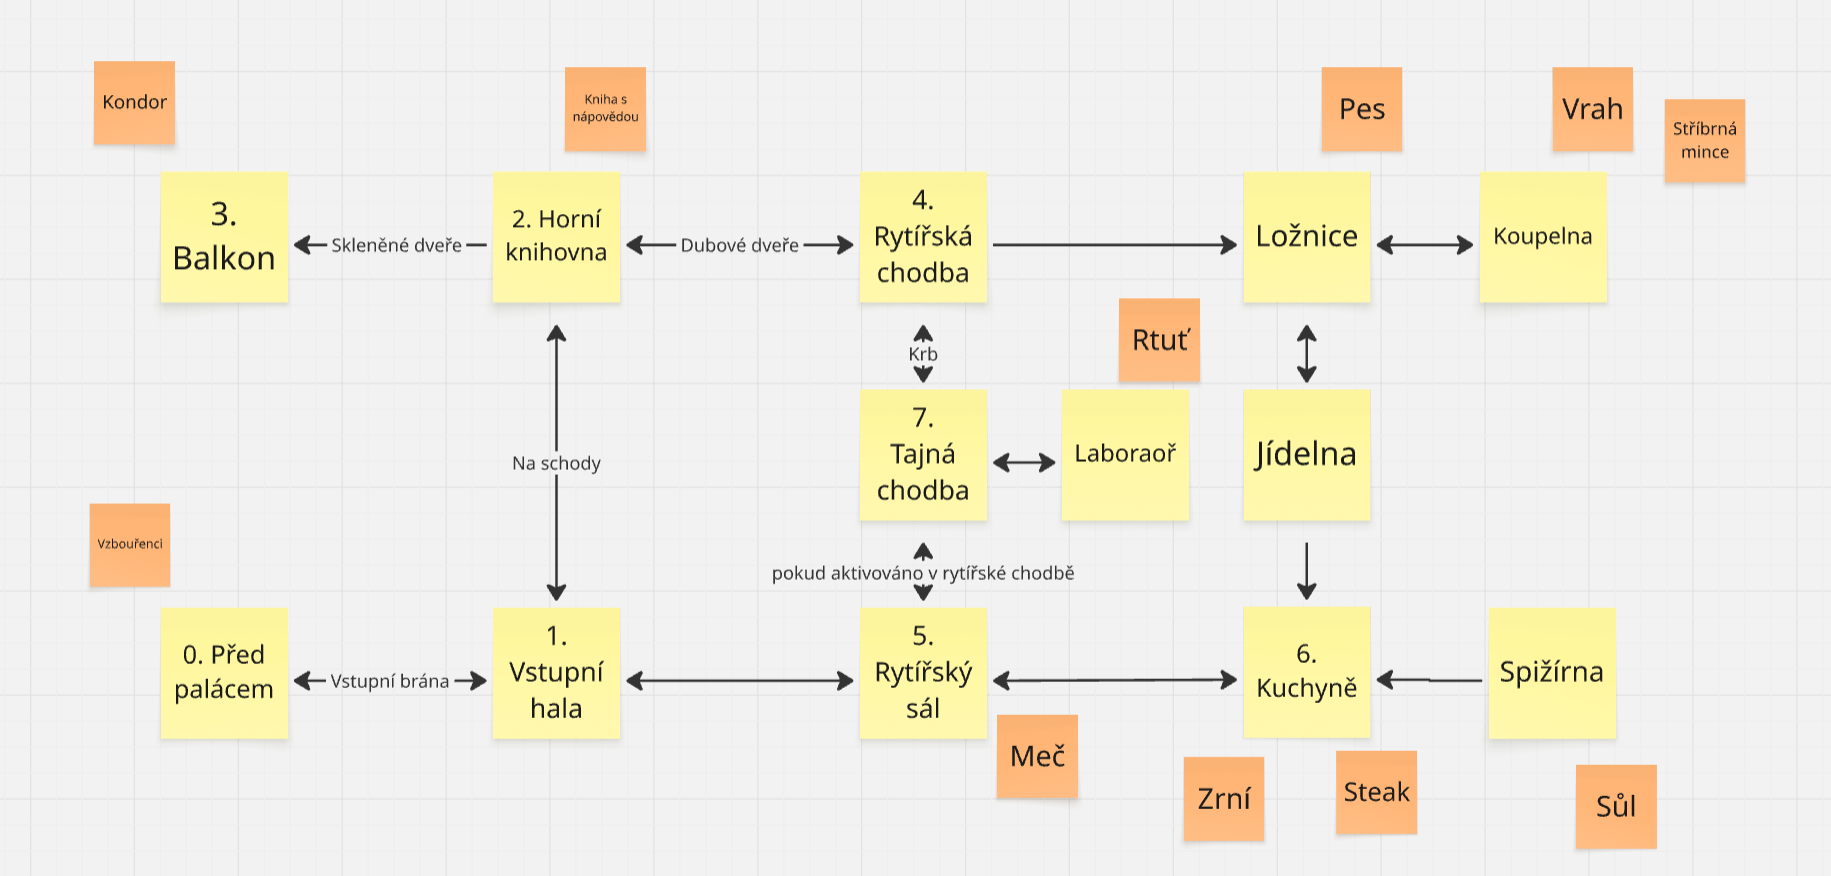 Kondor
Kniha s
nápovědou
Pes
Vrah
Stříbrná
mince
3.
Balkon
Skleněné dveře
2. Horní
knihovna
Dubové dveře
4.
Rytířská
chodba
Ložnice
Koupelna
Krb
Rtuť
Na schody
7.
Tajná
chodba
Laboraoř
Jídelna
Vzbouřenci
pokud aktivováno v rytířské chodbě
0. Před
palácem
Vstupní brána
1.
Vstupní
hala
5.
Rytířský
sál
6.
Kuchyně
Spižírna
Meč
Zrní
Steak
Sůl